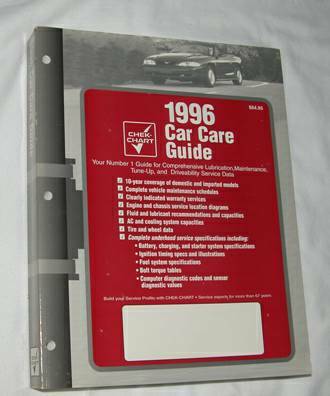 1996
$64.95
CHEK-
CHART
Car Care
Guide
Your Number 1 Guide for Comprehensive Lubrication, Maintenance,
Tune-Up, and Driveability Service Data
10-year coverage of domestic and imported models
Complete vehicle maintenance schedules
Clearly indicated warranty services
Engine and chassis service location diagrams
Fluid and lubricant recommendations and capacities
AC and cooling system capacities
Tire and wheel data
Complete underhood service specifications including:
• Battery, charging, and starter system specifications
• Ignition timing specs and illustrations
• Fuel system specifications
• Bolt torque tables
• Computer diagnostic codes and sensor
diagnostic values
Build your Service Profits with CHEK-CHART • Service experts for more than 67 years